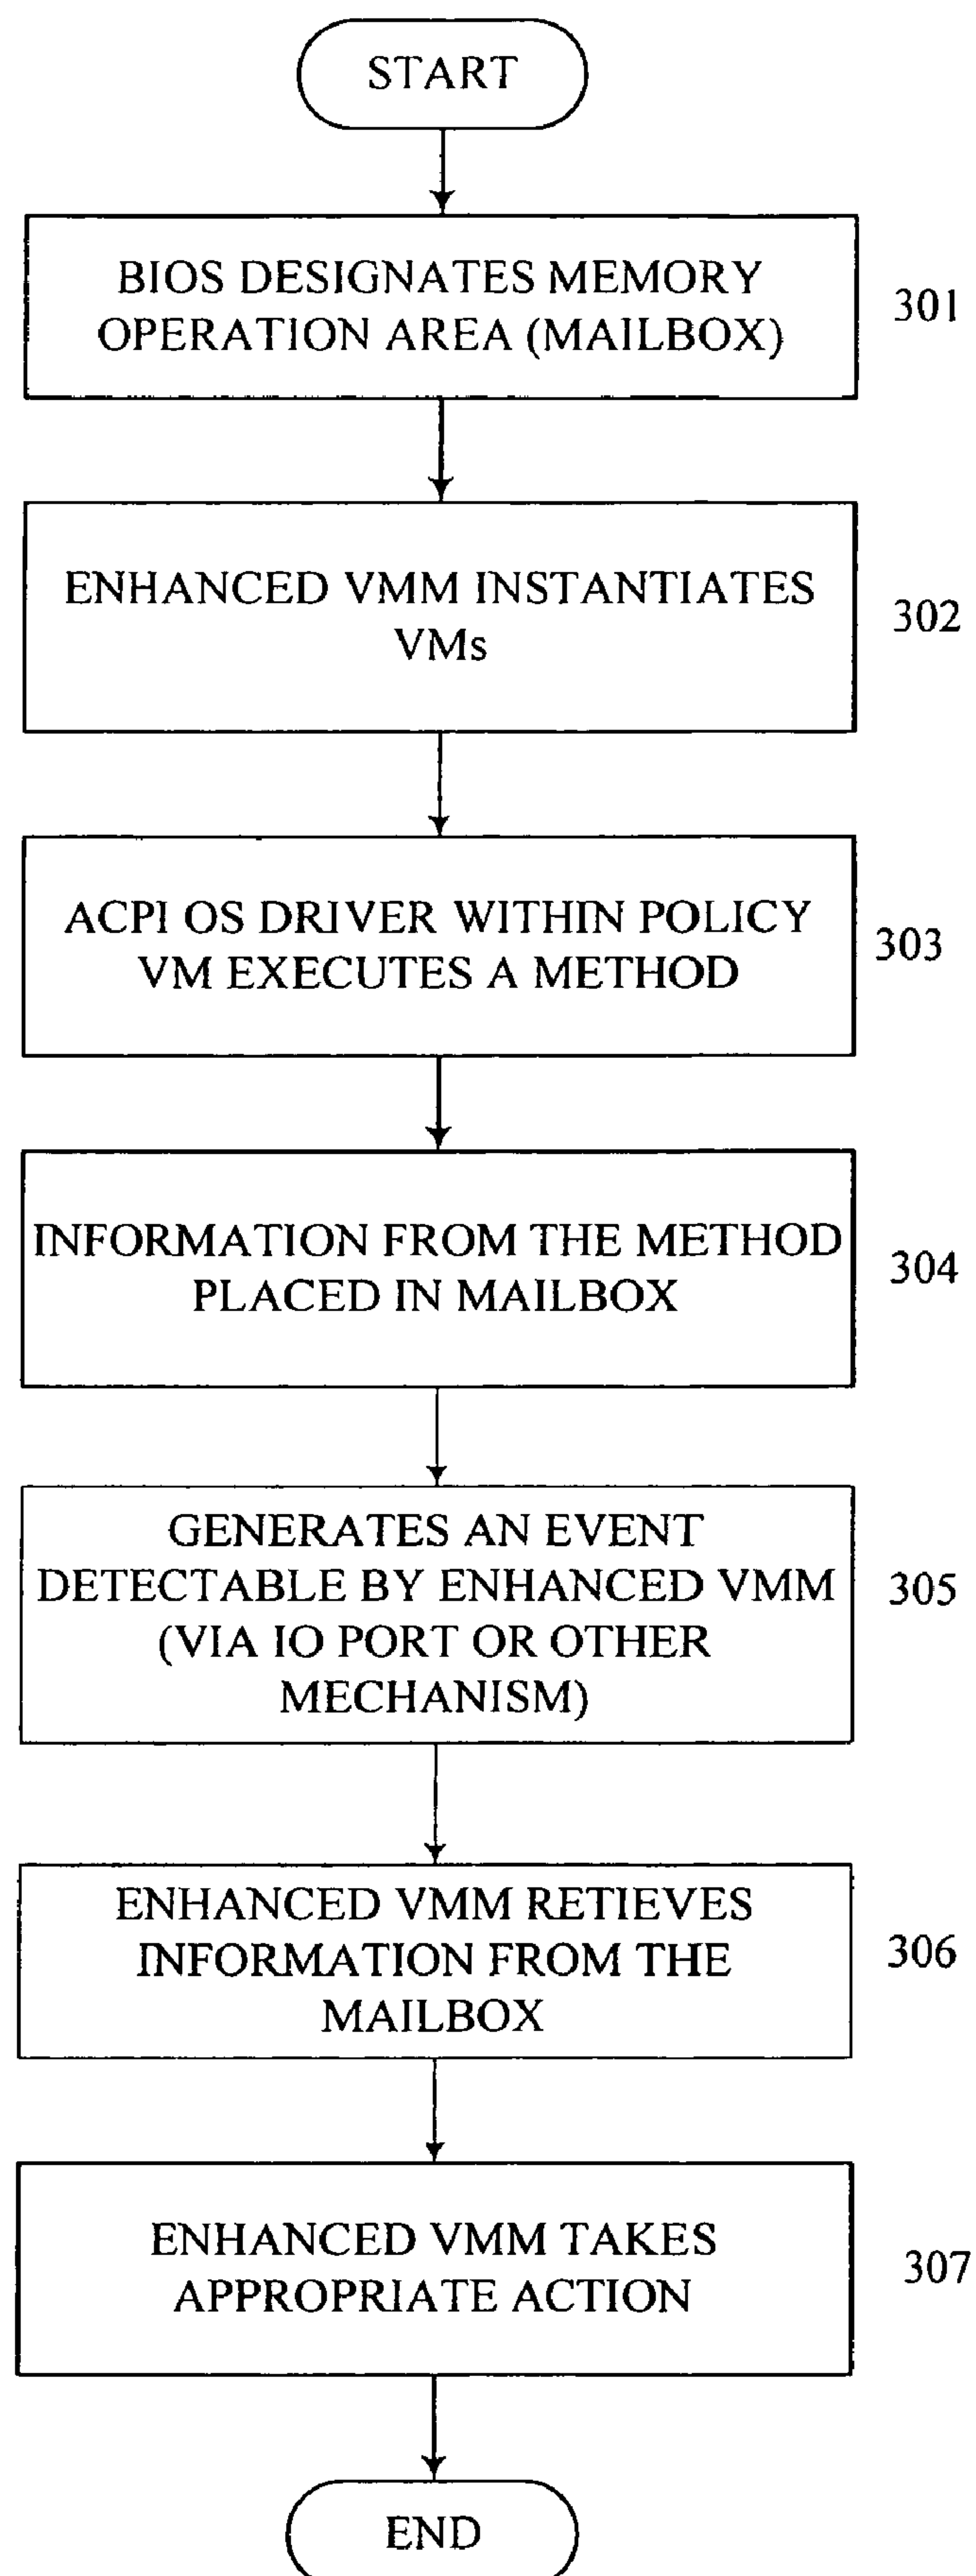 START
BIOS DESIGNATES MEMORY
OPERATION AREA (MAILBOX)
301
ENHANCED VMM INSTANTIATES
VMs
302
ACPI OS DRIVER WITHIN POLICY
VM EXECUTES A METHOD
303
INFORMATION FROM THE METHOD
PLACED IN MAILBOX
304
GENERATES AN EVENT
DETECTABLE BY ENHANCED VMM
(VIA IO PORT OR OTHER
MECHANISM)
305
ENHANCED VMM RETIEVES
INFORMATION FROM THE
MAILBOX
306
ENHANCED VMM TAKES
APPROPRIATE ACTION
307
END